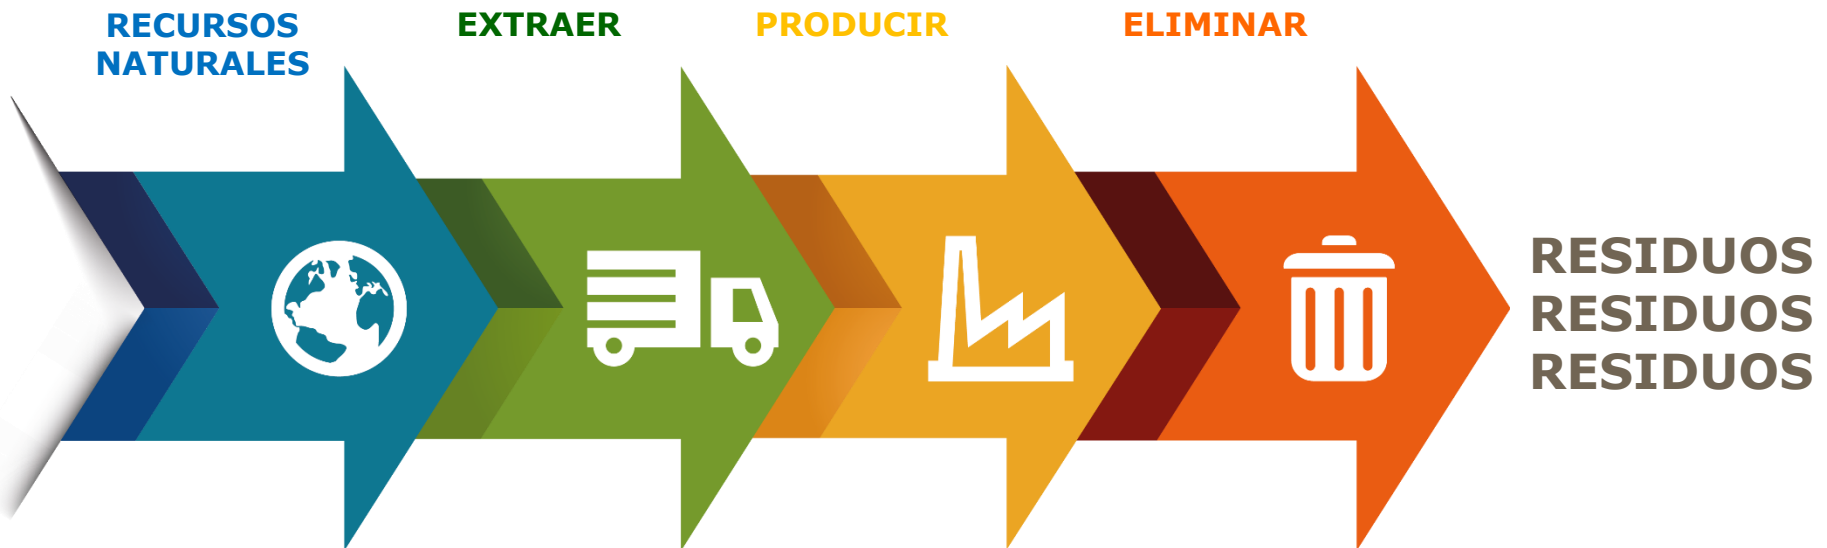 RECURSOS
NATURALES
EXTRAER
PRODUCIR
ELIMINAR
RESIDUOS
RESIDUOS
RESIDUOS